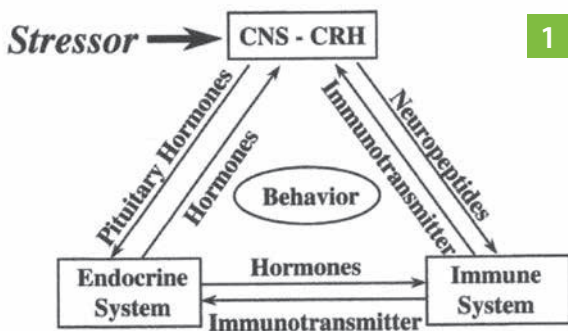 Stressor
CNS - CRH
1
Pituitary Hormones
Hormones
Immunotransmitter
Neuropeptides
Behavior
Endocrine
System
Hormones
Immunotransmitter
Immune
System